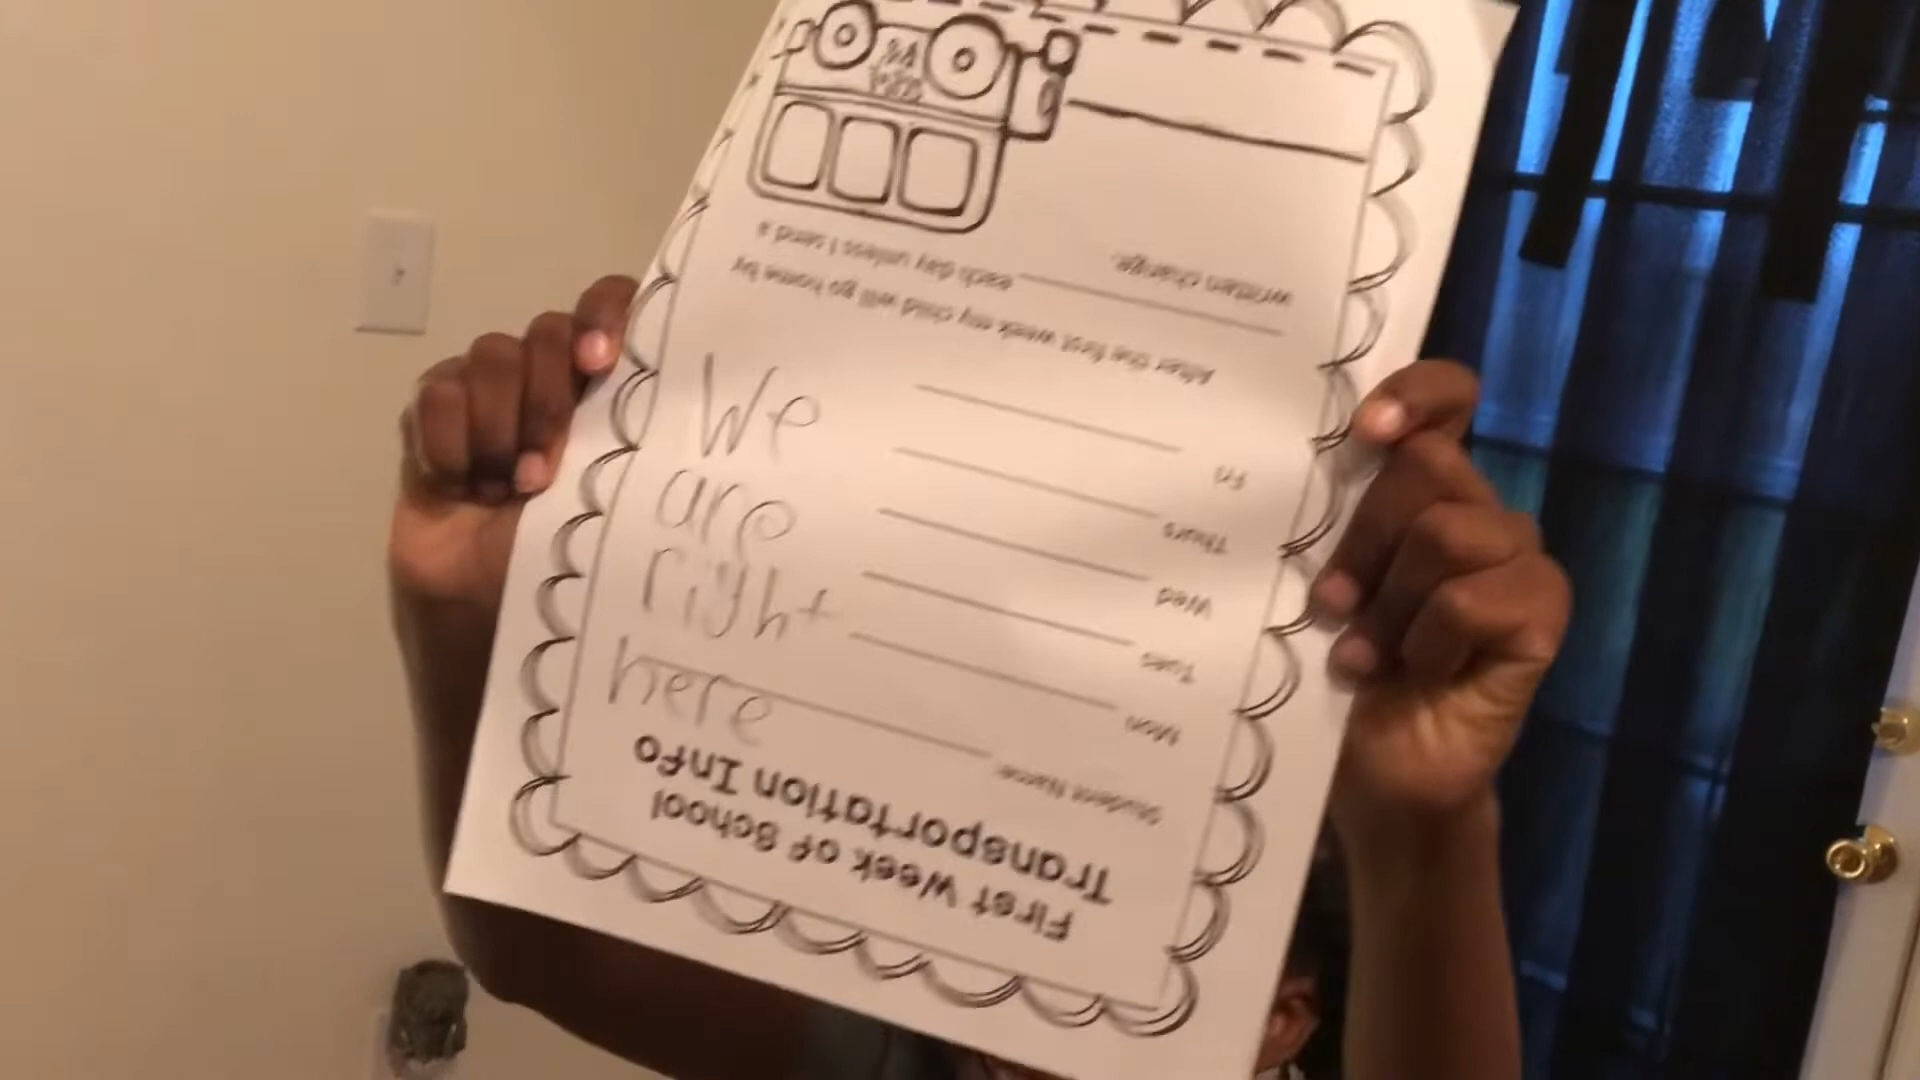 We
are
right
here
First Week of School
Transportation Info
Student Name:
Mon
Tues
Wed
Thurs
Fri
After the first week my child will go home by
each day unless I send a
written change.